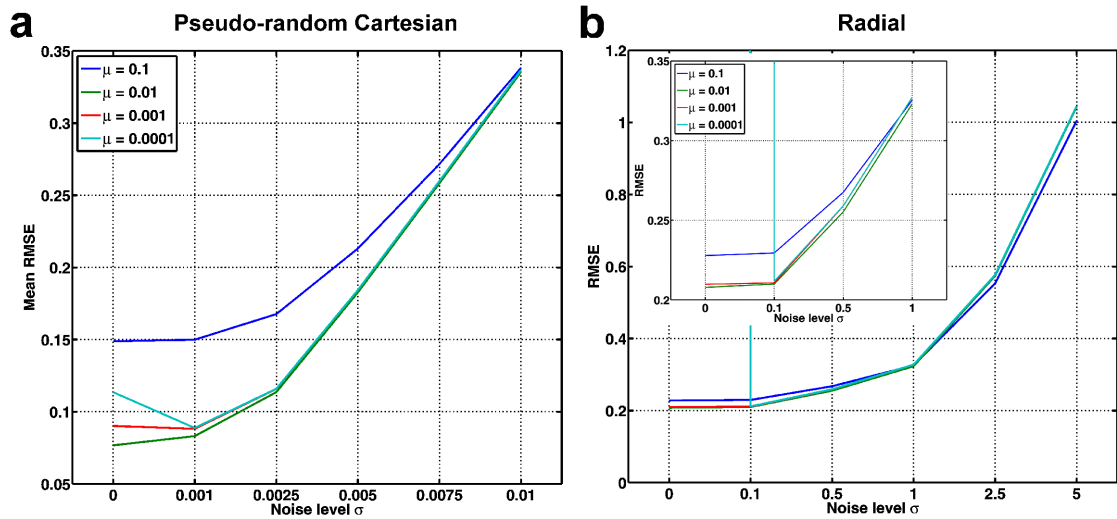 a
Pseudo-random Cartesian
0.35
0.3
0.25
0.2
0.15
0.1
0.05
Mean RMSE
μ = 0.1
μ = 0.01
μ = 0.001
μ = 0.0001
0 0.001 0.0025 0.005 0.0075 0.01
Noise level σ
b
Radial
1.2
1
0.8
0.6
0.4
0.2
0
RMSE
0.35
0.3
0.25
0.2
RMSE
μ = 0.1
μ = 0.01
μ = 0.001
μ = 0.0001
0 0.1 0.5 1
Noise level σ
0 0.1 0.5 1 2.5 5
Noise level σ